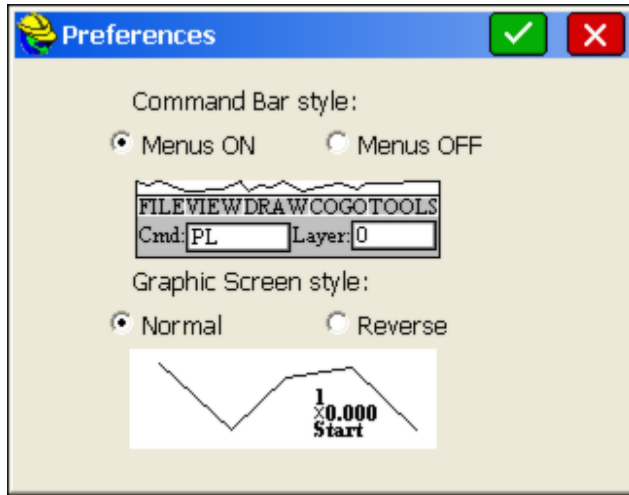 Preferences
Command Bar style:
Menus ON Menus OFF
FILEVIEWDRAWCOGOTOOLS
Cmd: PL Layer: 0
Graphic Screen style:
Normal Reverse
1
x0.000
Start